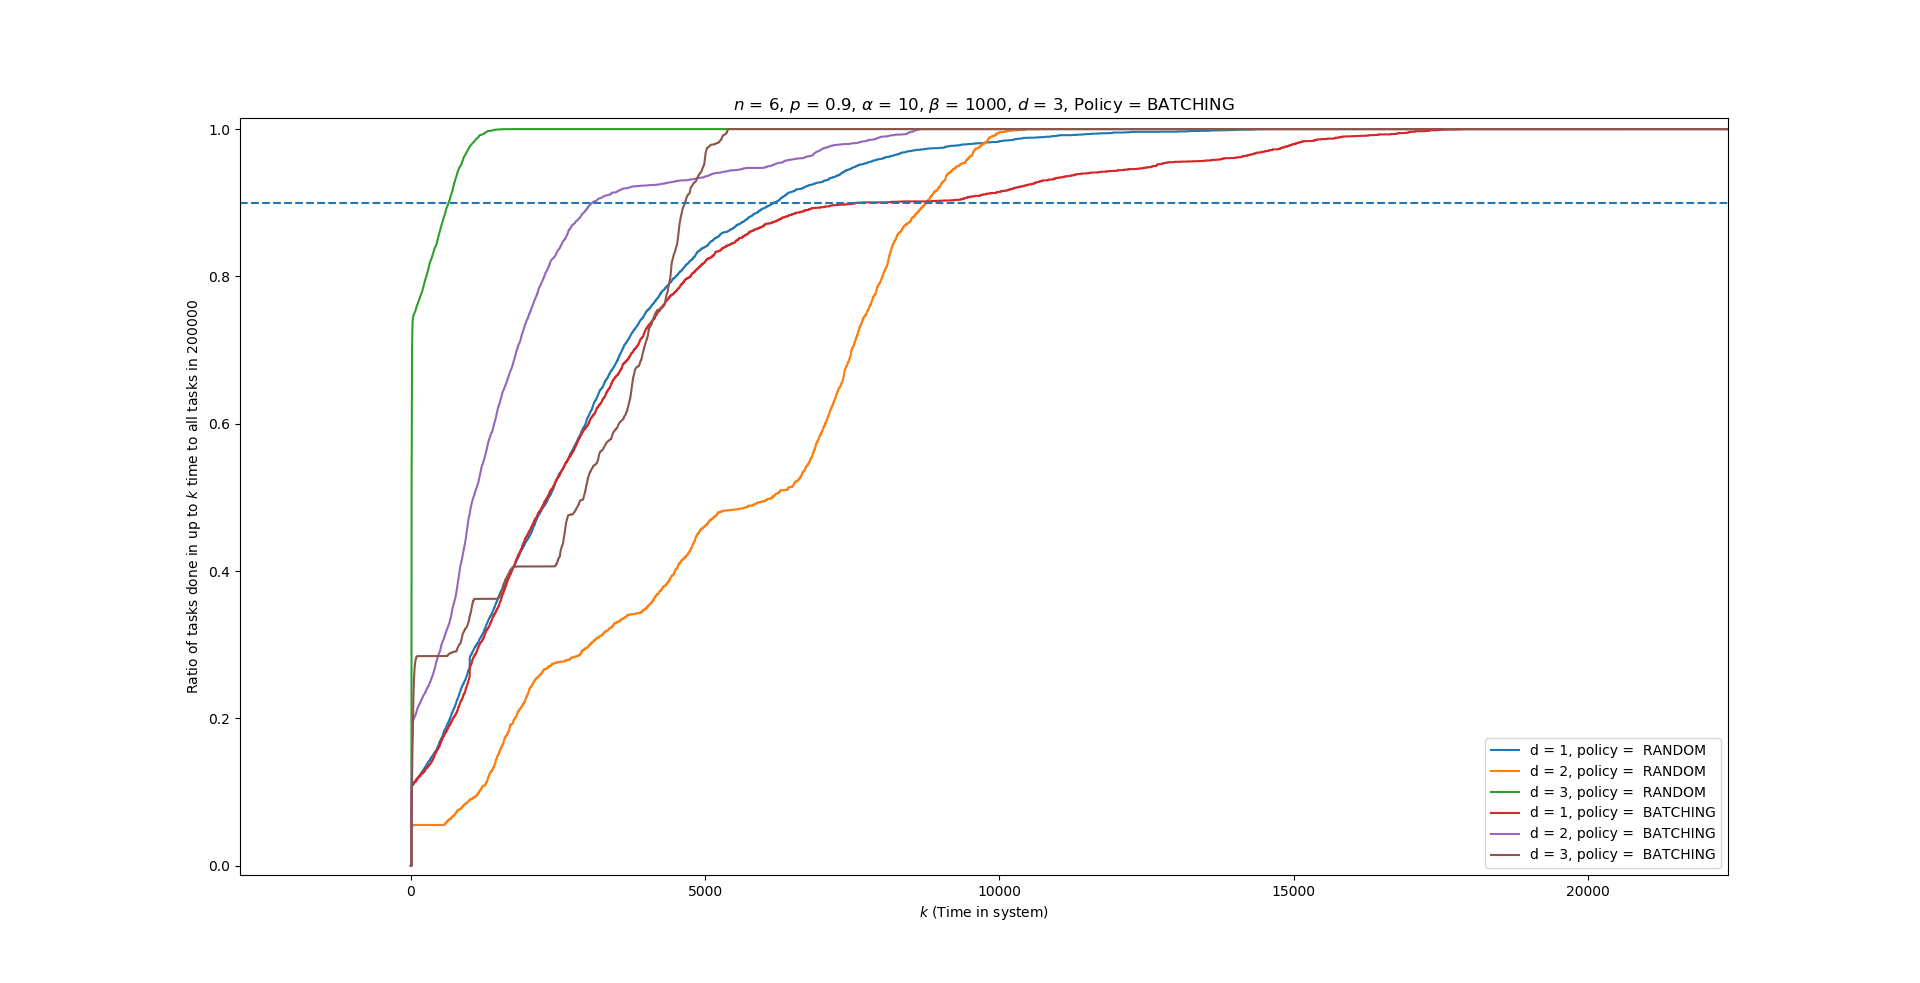 n = 6, p = 0.9, α = 10, β = 1000, d = 3, Policy = BATCHING
Ratio of tasks done in up to k time to all tasks in 200000
1.0
0.8
0.6
0.4
0.2
0.0
0 5000 10000 15000 20000
k (Time in system)
d = 1, policy = RANDOM
d = 2, policy = RANDOM
d = 3, policy = RANDOM
d = 1, policy = BATCHING
d = 2, policy = BATCHING
d = 3, policy = BATCHING